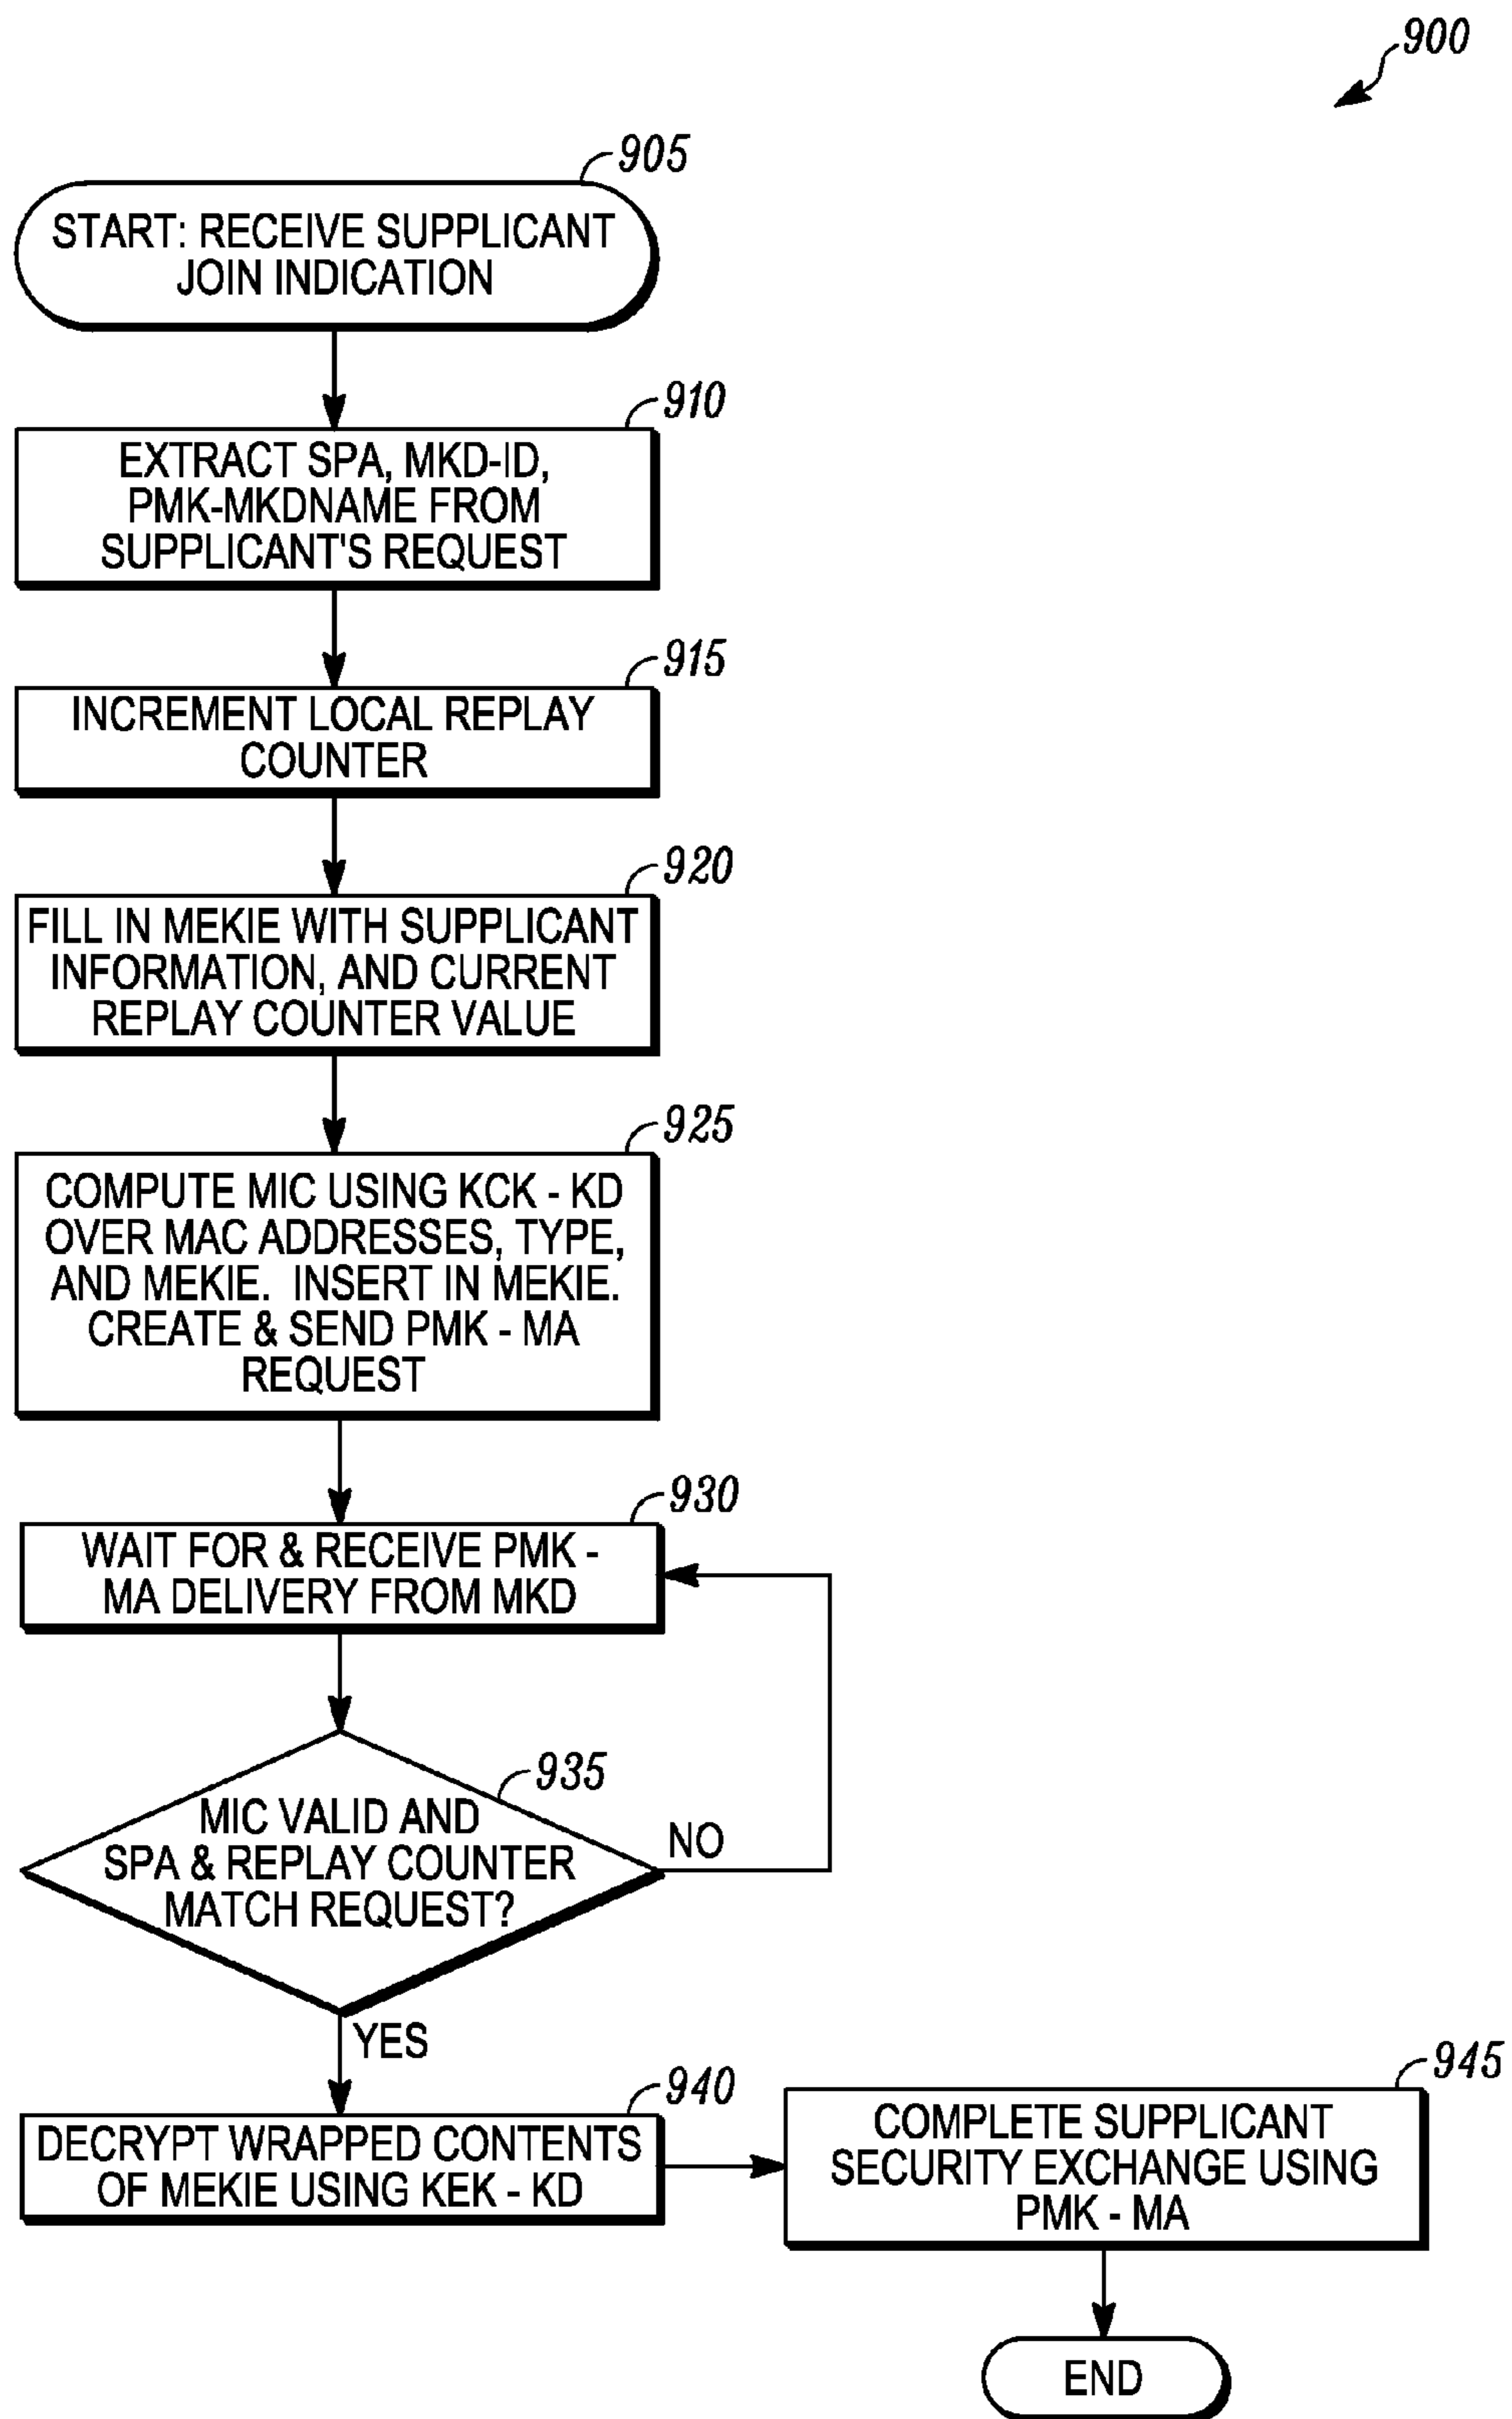 900
905
START: RECEIVE SUPPLICANT
JOIN INDICATION
910
EXTRACT SPA, MKD-ID,
PMK-MKDNAME FROM
SUPPLICANT'S REQUEST
915
INCREMENT LOCAL REPLAY
COUNTER
920
FILL IN MEKIE WITH SUPPLICANT
INFORMATION, AND CURRENT
REPLAY COUNTER VALUE
925
COMPUTE MIC USING KCK - KD
OVER MAC ADDRESSES, TYPE,
AND MEKIE. INSERT IN MEKIE.
CREATE & SEND PMK - MA
REQUEST
930
WAIT FOR & RECEIVE PMK -
MA DELIVERY FROM MKD
935
MIC VALID AND
SPA & REPLAY COUNTER
MATCH REQUEST?
NO
YES
940
DECRYPT WRAPPED CONTENTS
OF MEKIE USING KEK - KD
945
COMPLETE SUPPLICANT
SECURITY EXCHANGE USING
PMK - MA
END